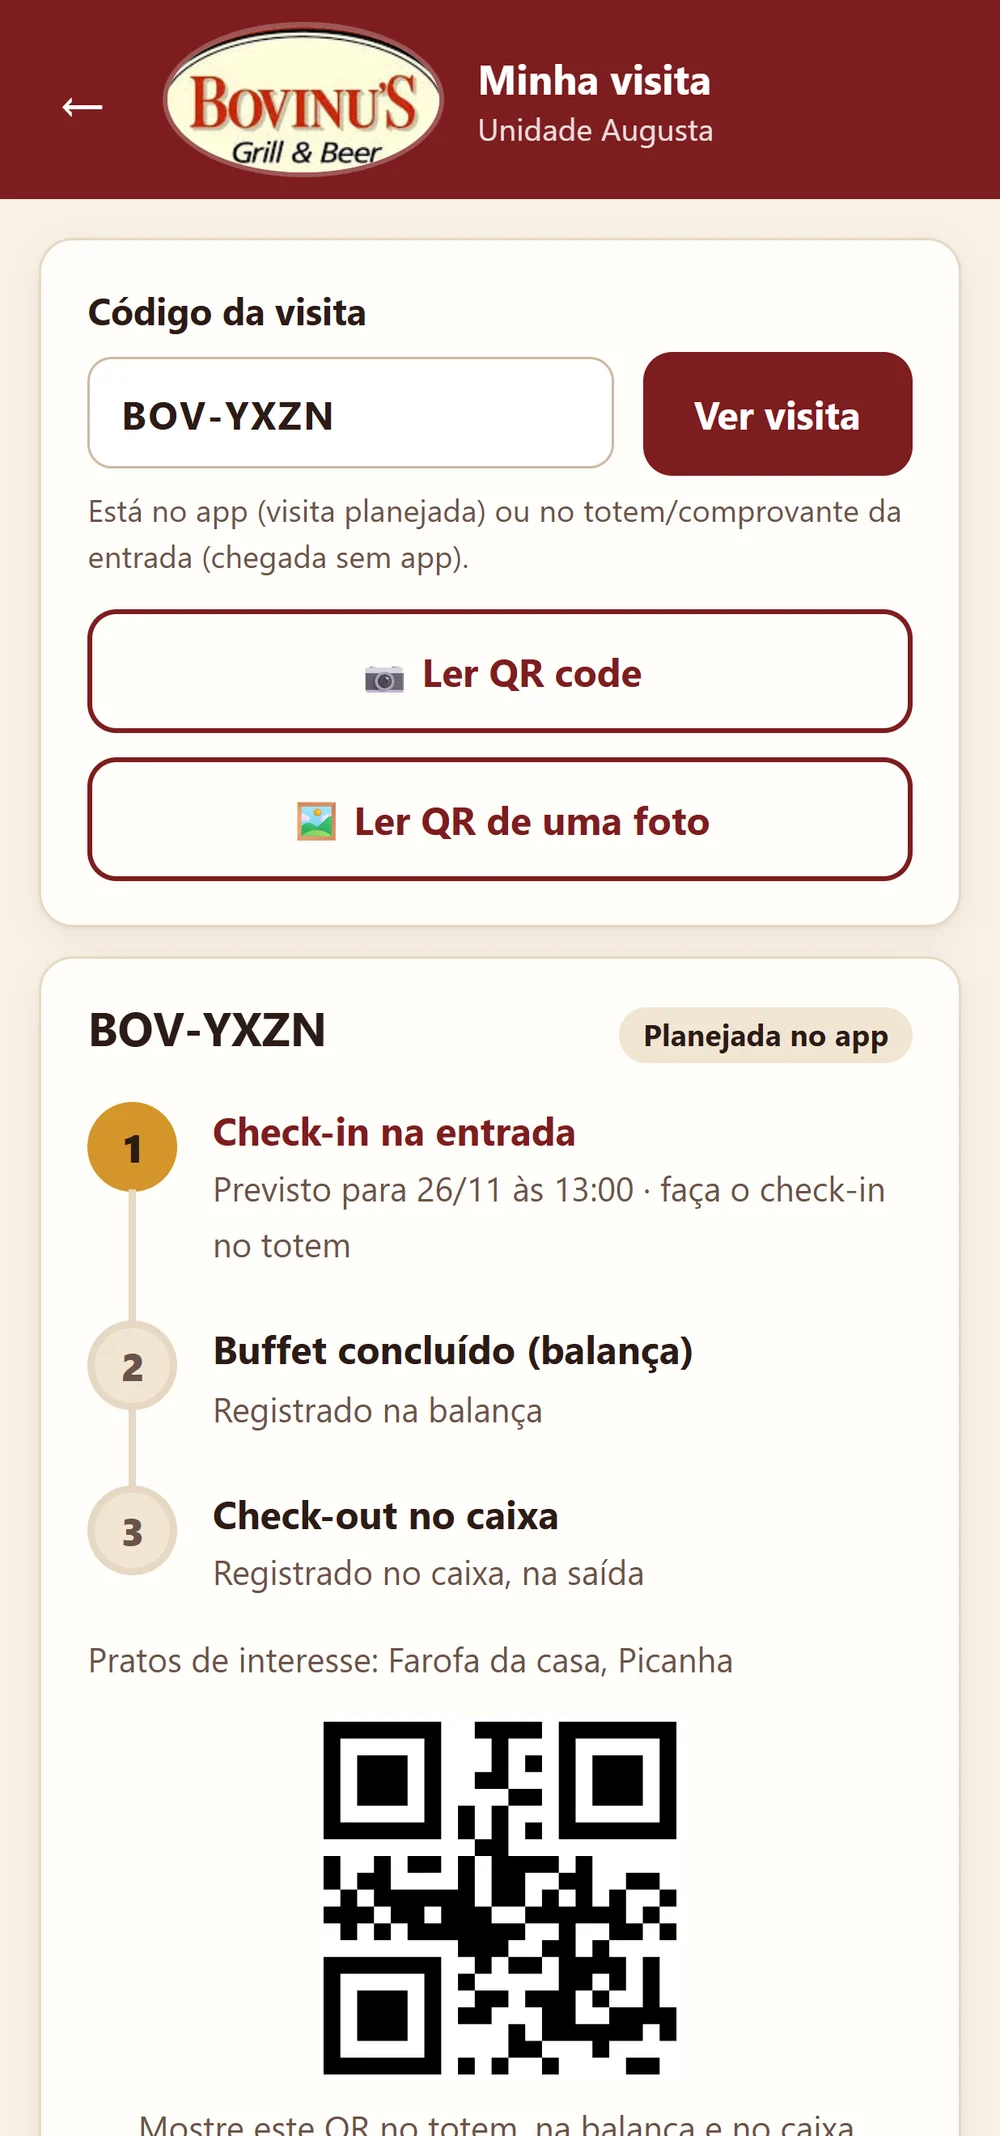 ←
BOVINU'S
Grill & Beer
Minha visita
Unidade Augusta
Código da visita
BOV-YXZN
Ver visita
Está no app (visita planejada) ou no totem/comprovante da
entrada (chegada sem app).
Ler QR code
Ler QR de uma foto
BOV-YXZN
Planejada no app
1
Check-in na entrada
Previsto para 26/11 às 13:00 · faça o check-in
no totem
2
Buffet concluído (balança)
Registrado na balança
3
Check-out no caixa
Registrado no caixa, na saída
Pratos de interesse: Farofa da casa, Picanha
Mostre este QR no totem, na balança e no caixa